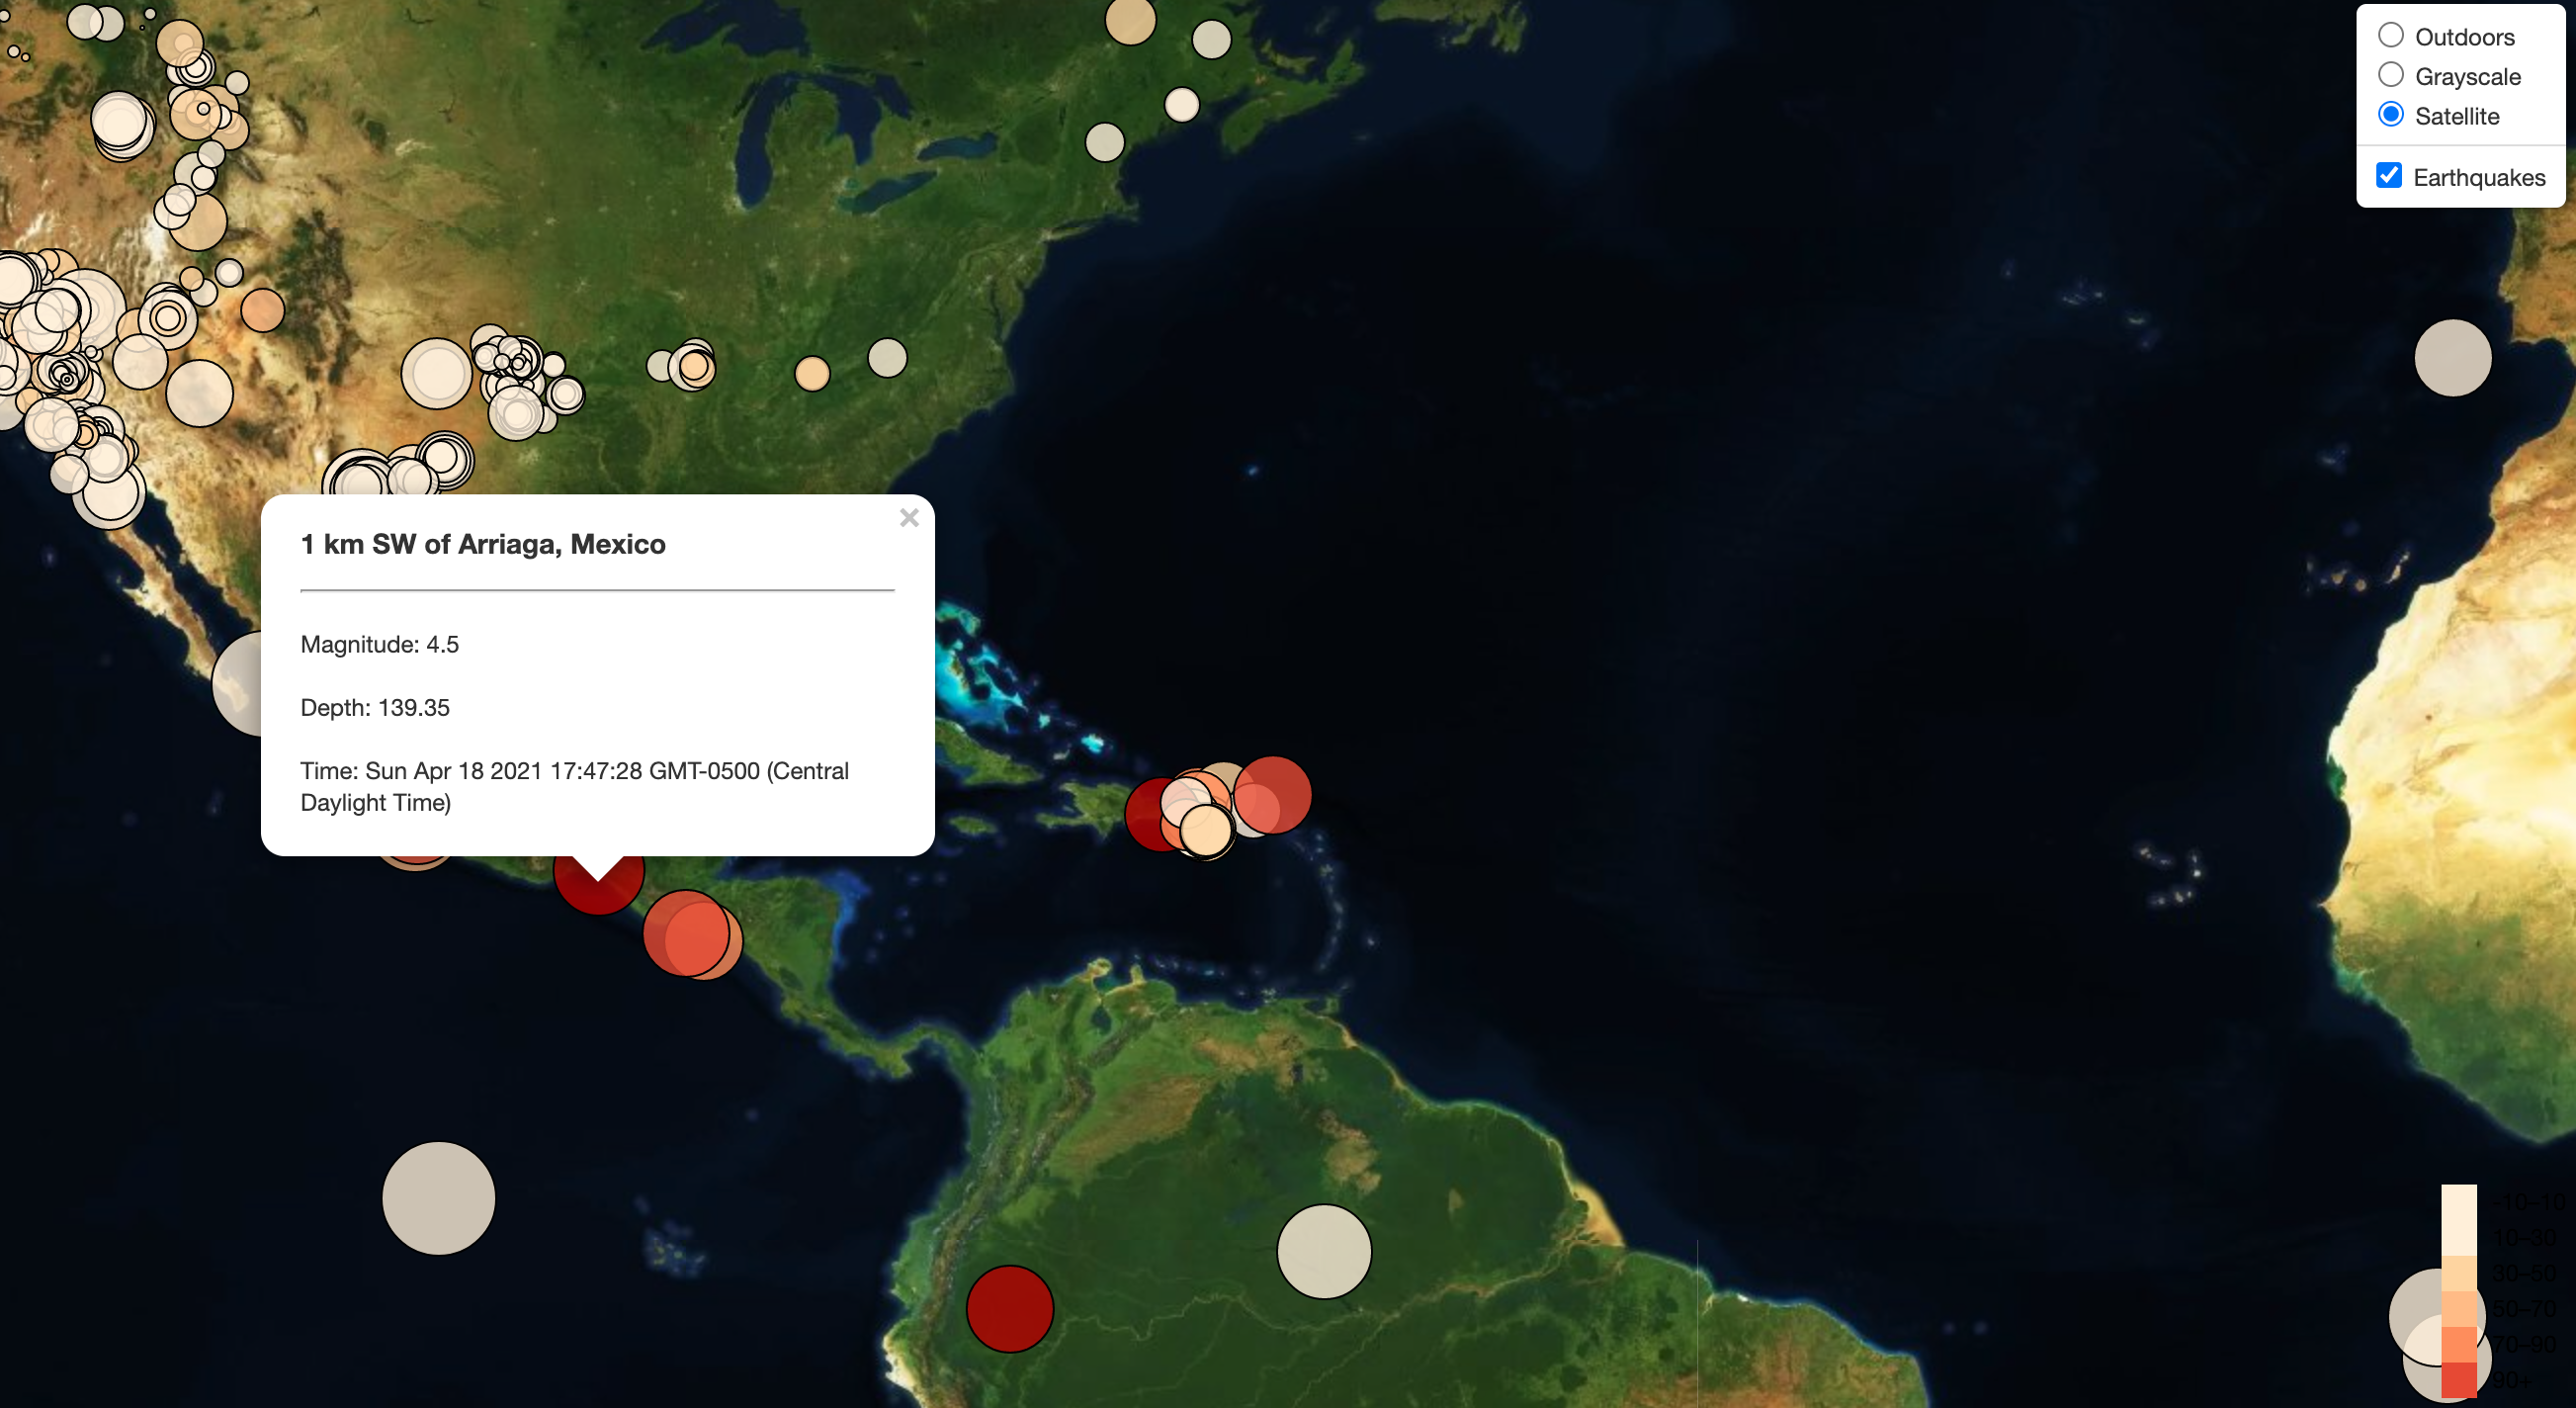 Outdoors
Grayscale
Satellite
Earthquakes
×
1 km SW of Arriaga, Mexico
Magnitude: 4.5
Depth: 139.35
Time: Sun Apr 18 2021 17:47:28 GMT-0500 (Central
Daylight Time)
-10–10
10–30
30–50
50–70
70–90
90+